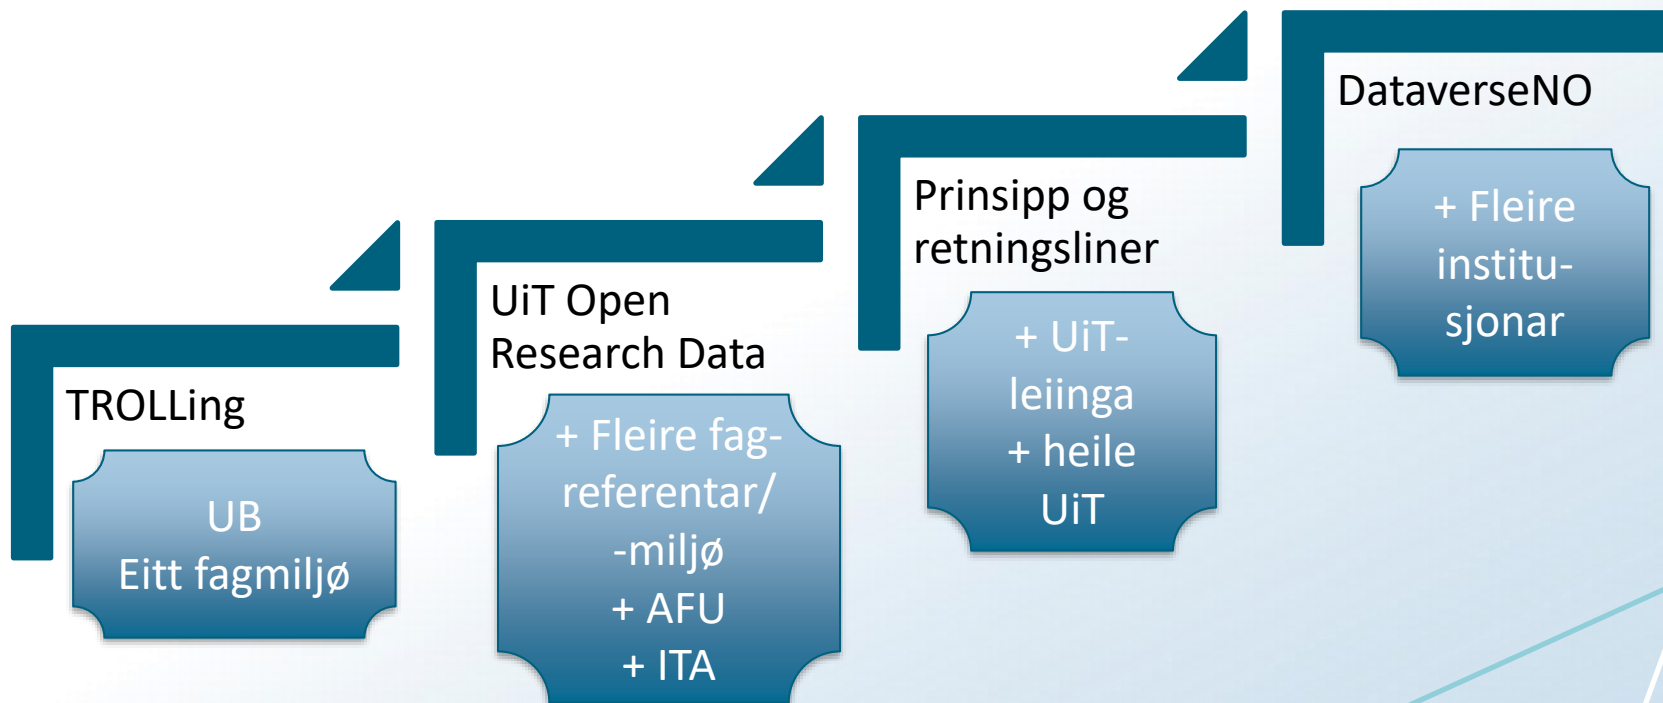 TROLLing
UB
Eitt fagmiljø
UiT Open
Research Data
+ Fleire fag-
referentar/
-miljø
+ AFU
+ ITA
Prinsipp og
retningsliner
+ UiT-
leiinga
+ heile
UiT
DataverseNO
+ Fleire
institu-
sjonar